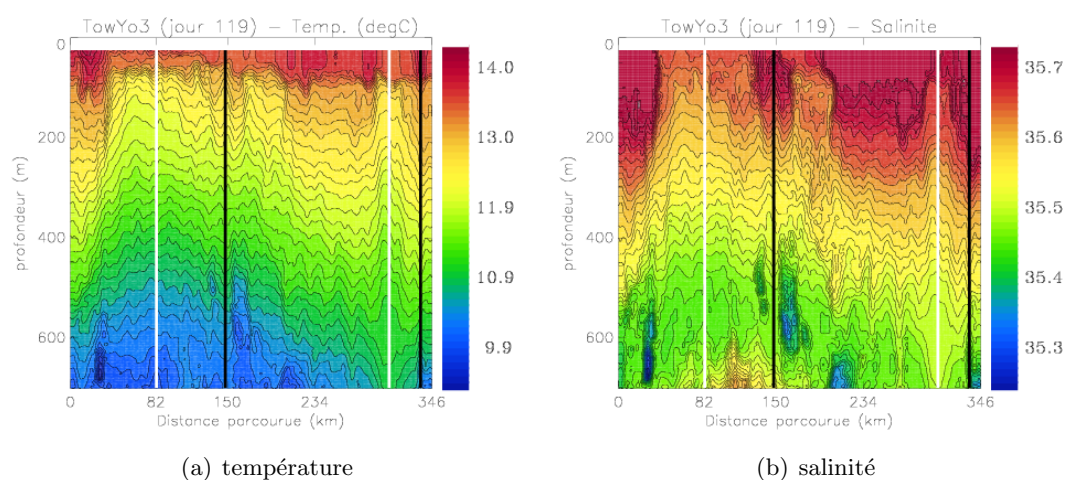 TowYo3 (jour 119) – Temp. (degC)
0
200
400
600
profondeur (m)
0 82 150 234 346
Distance parcourue (km)
14.0
13.0
11.9
10.9
9.9
(a) température
TowYo3 (jour 119) – Salinite
0
200
400
600
profondeur (m)
0 82 150 234 346
Distance parcourue (km)
35.7
35.6
35.5
35.4
35.3
(b) salinité